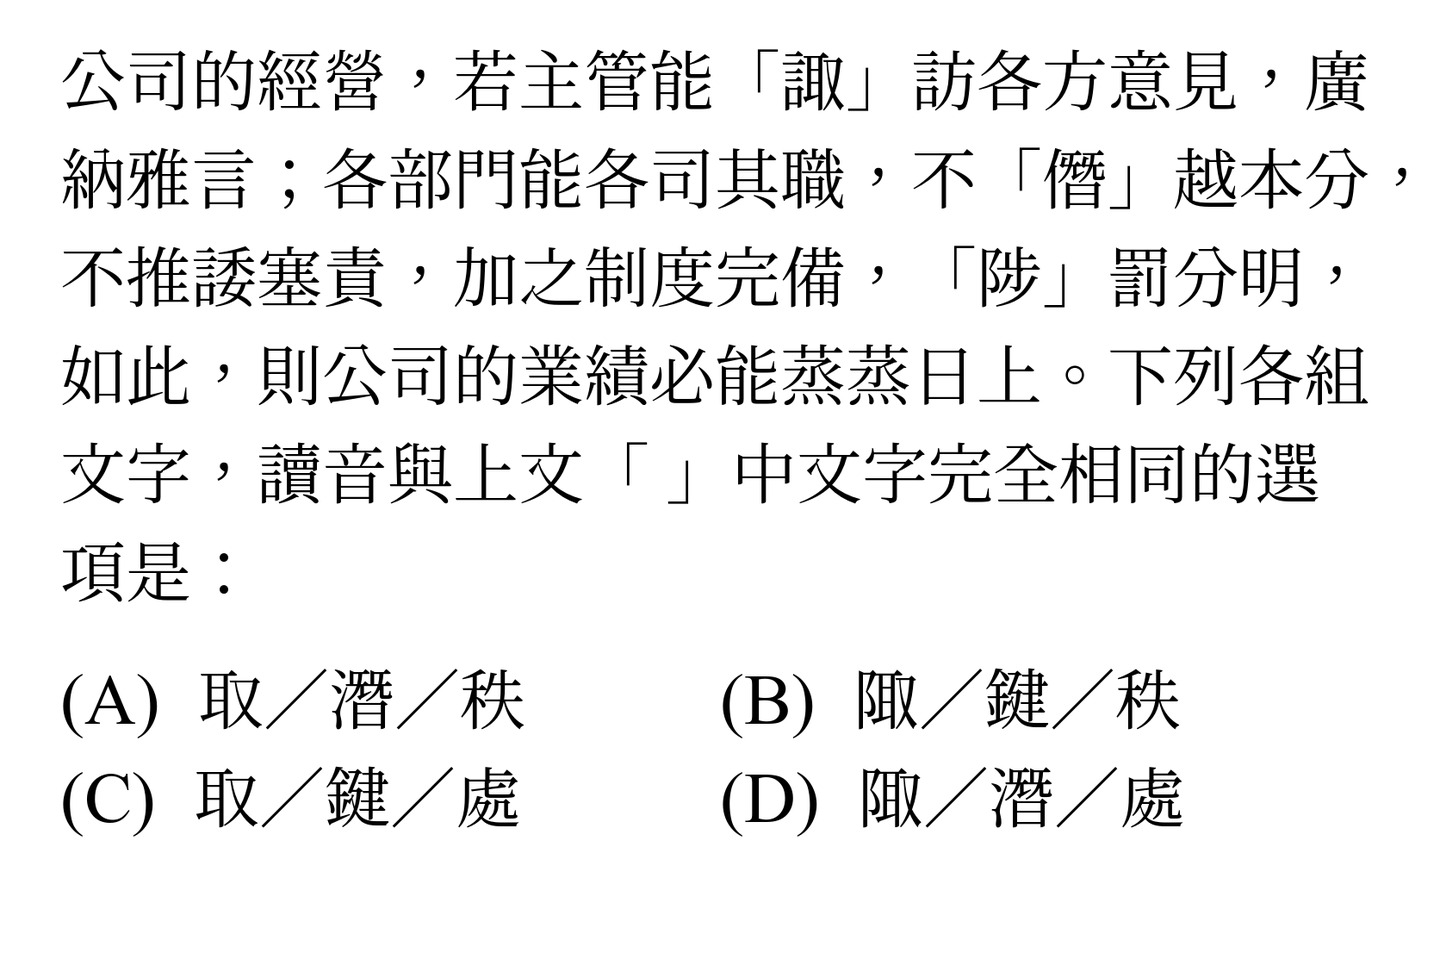 公司的經營，若主管能「諏」訪各方意見，廣
納雅言；各部門能各司其職，不「僭」越本分，
不推諉塞責，加之制度完備，「陟」罰分明，
如此，則公司的業績必能蒸蒸日上。下列各組
文字，讀音與上文「 」中文字完全相同的選
項是：
(A) 取／潛／秩 (B) 陬／鍵／秩
(C) 取／鍵／處 (D) 陬／潛／處